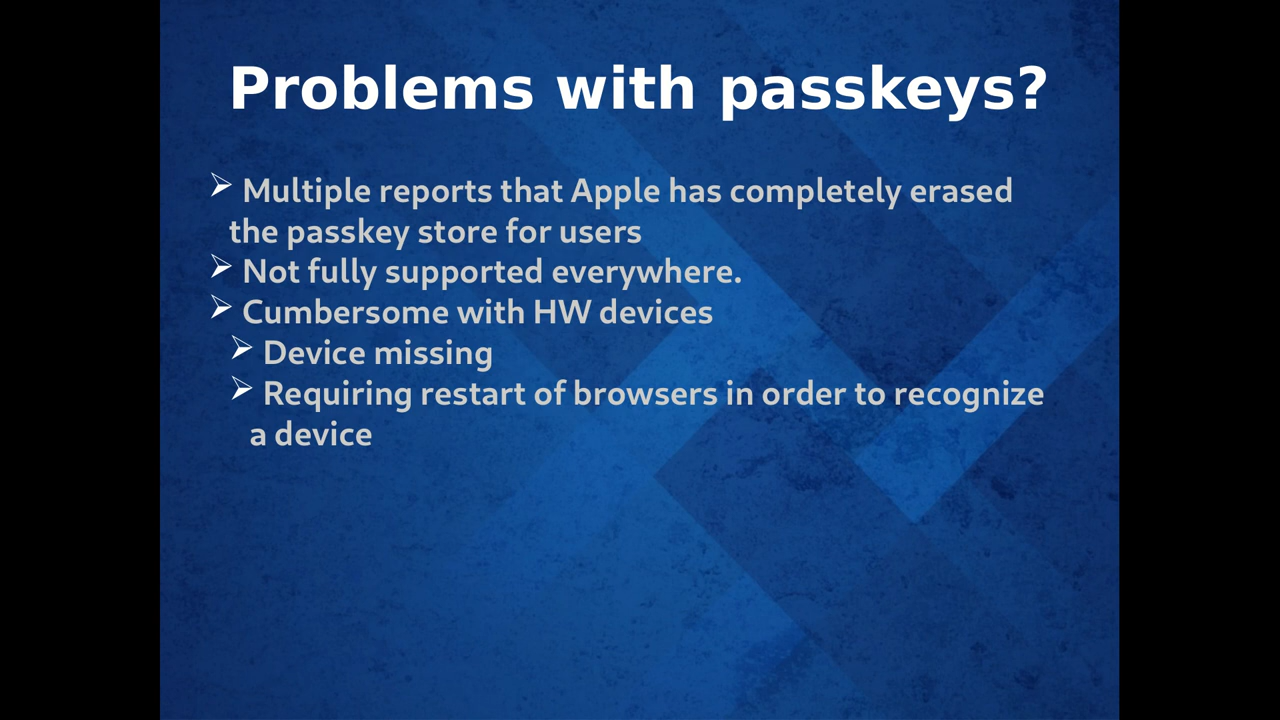 Problems with passkeys?
➢ Multiple reports that Apple has completely erased
the passkey store for users
➢ Not fully supported everywhere.
➢ Cumbersome with HW devices
➢ Device missing
➢ Requiring restart of browsers in order to recognize
a device